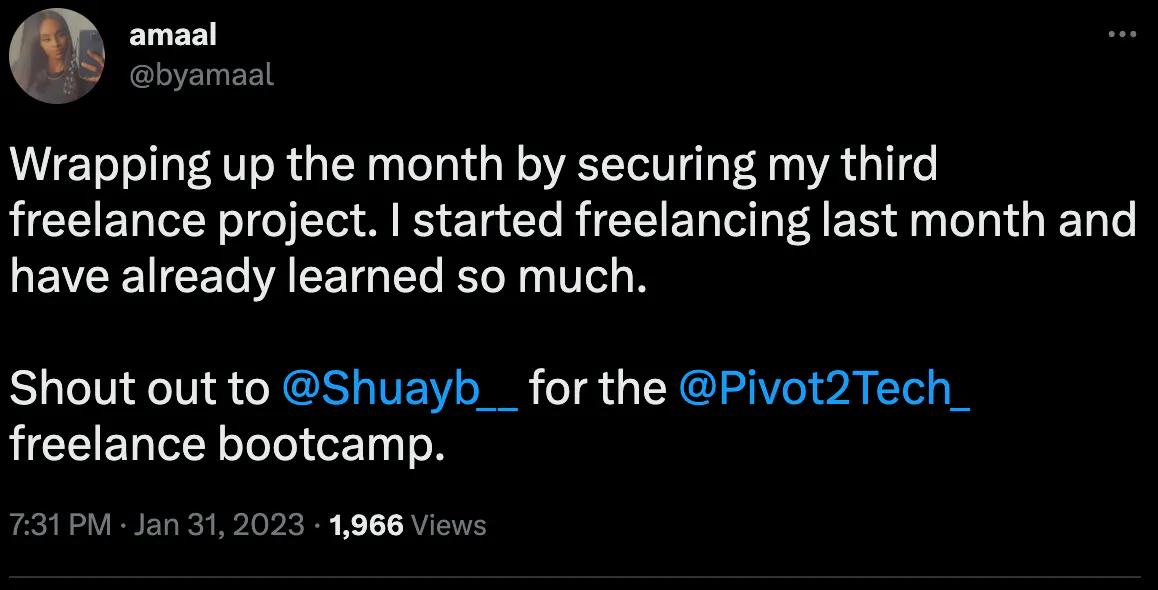 amaal
@byamaal
Wrapping up the month by securing my third
freelance project. I started freelancing last month and
have already learned so much.
Shout out to @Shuayb__ for the @Pivot2Tech_
freelance bootcamp.
7:31 PM · Jan 31, 2023 · 1,966 Views